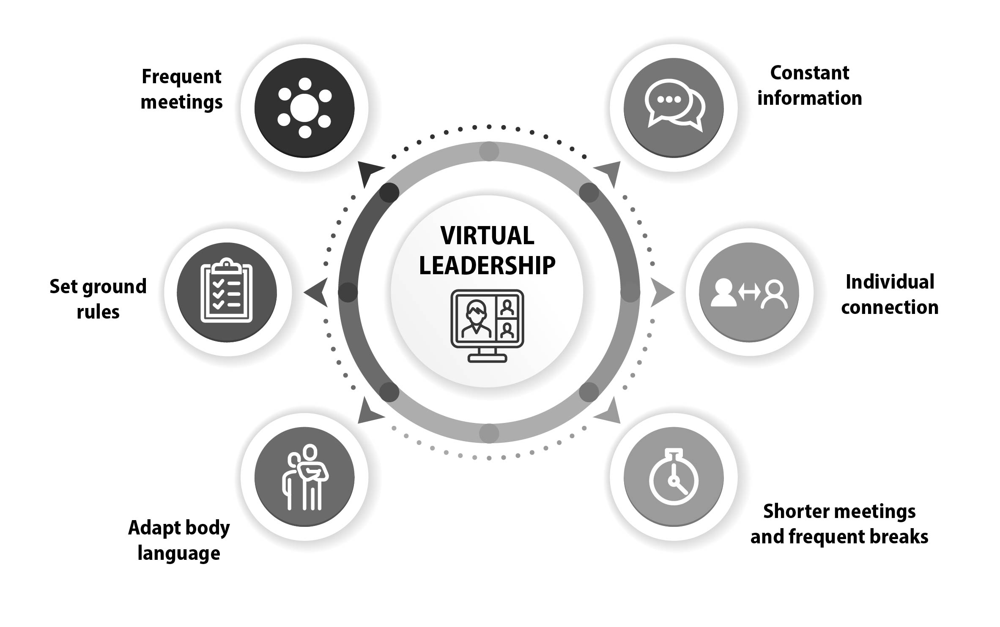 Frequent
meetings
Constant
information
VIRTUAL
LEADERSHIP
Set ground
rules
Individual
connection
Adapt body
language
Shorter meetings
and frequent breaks